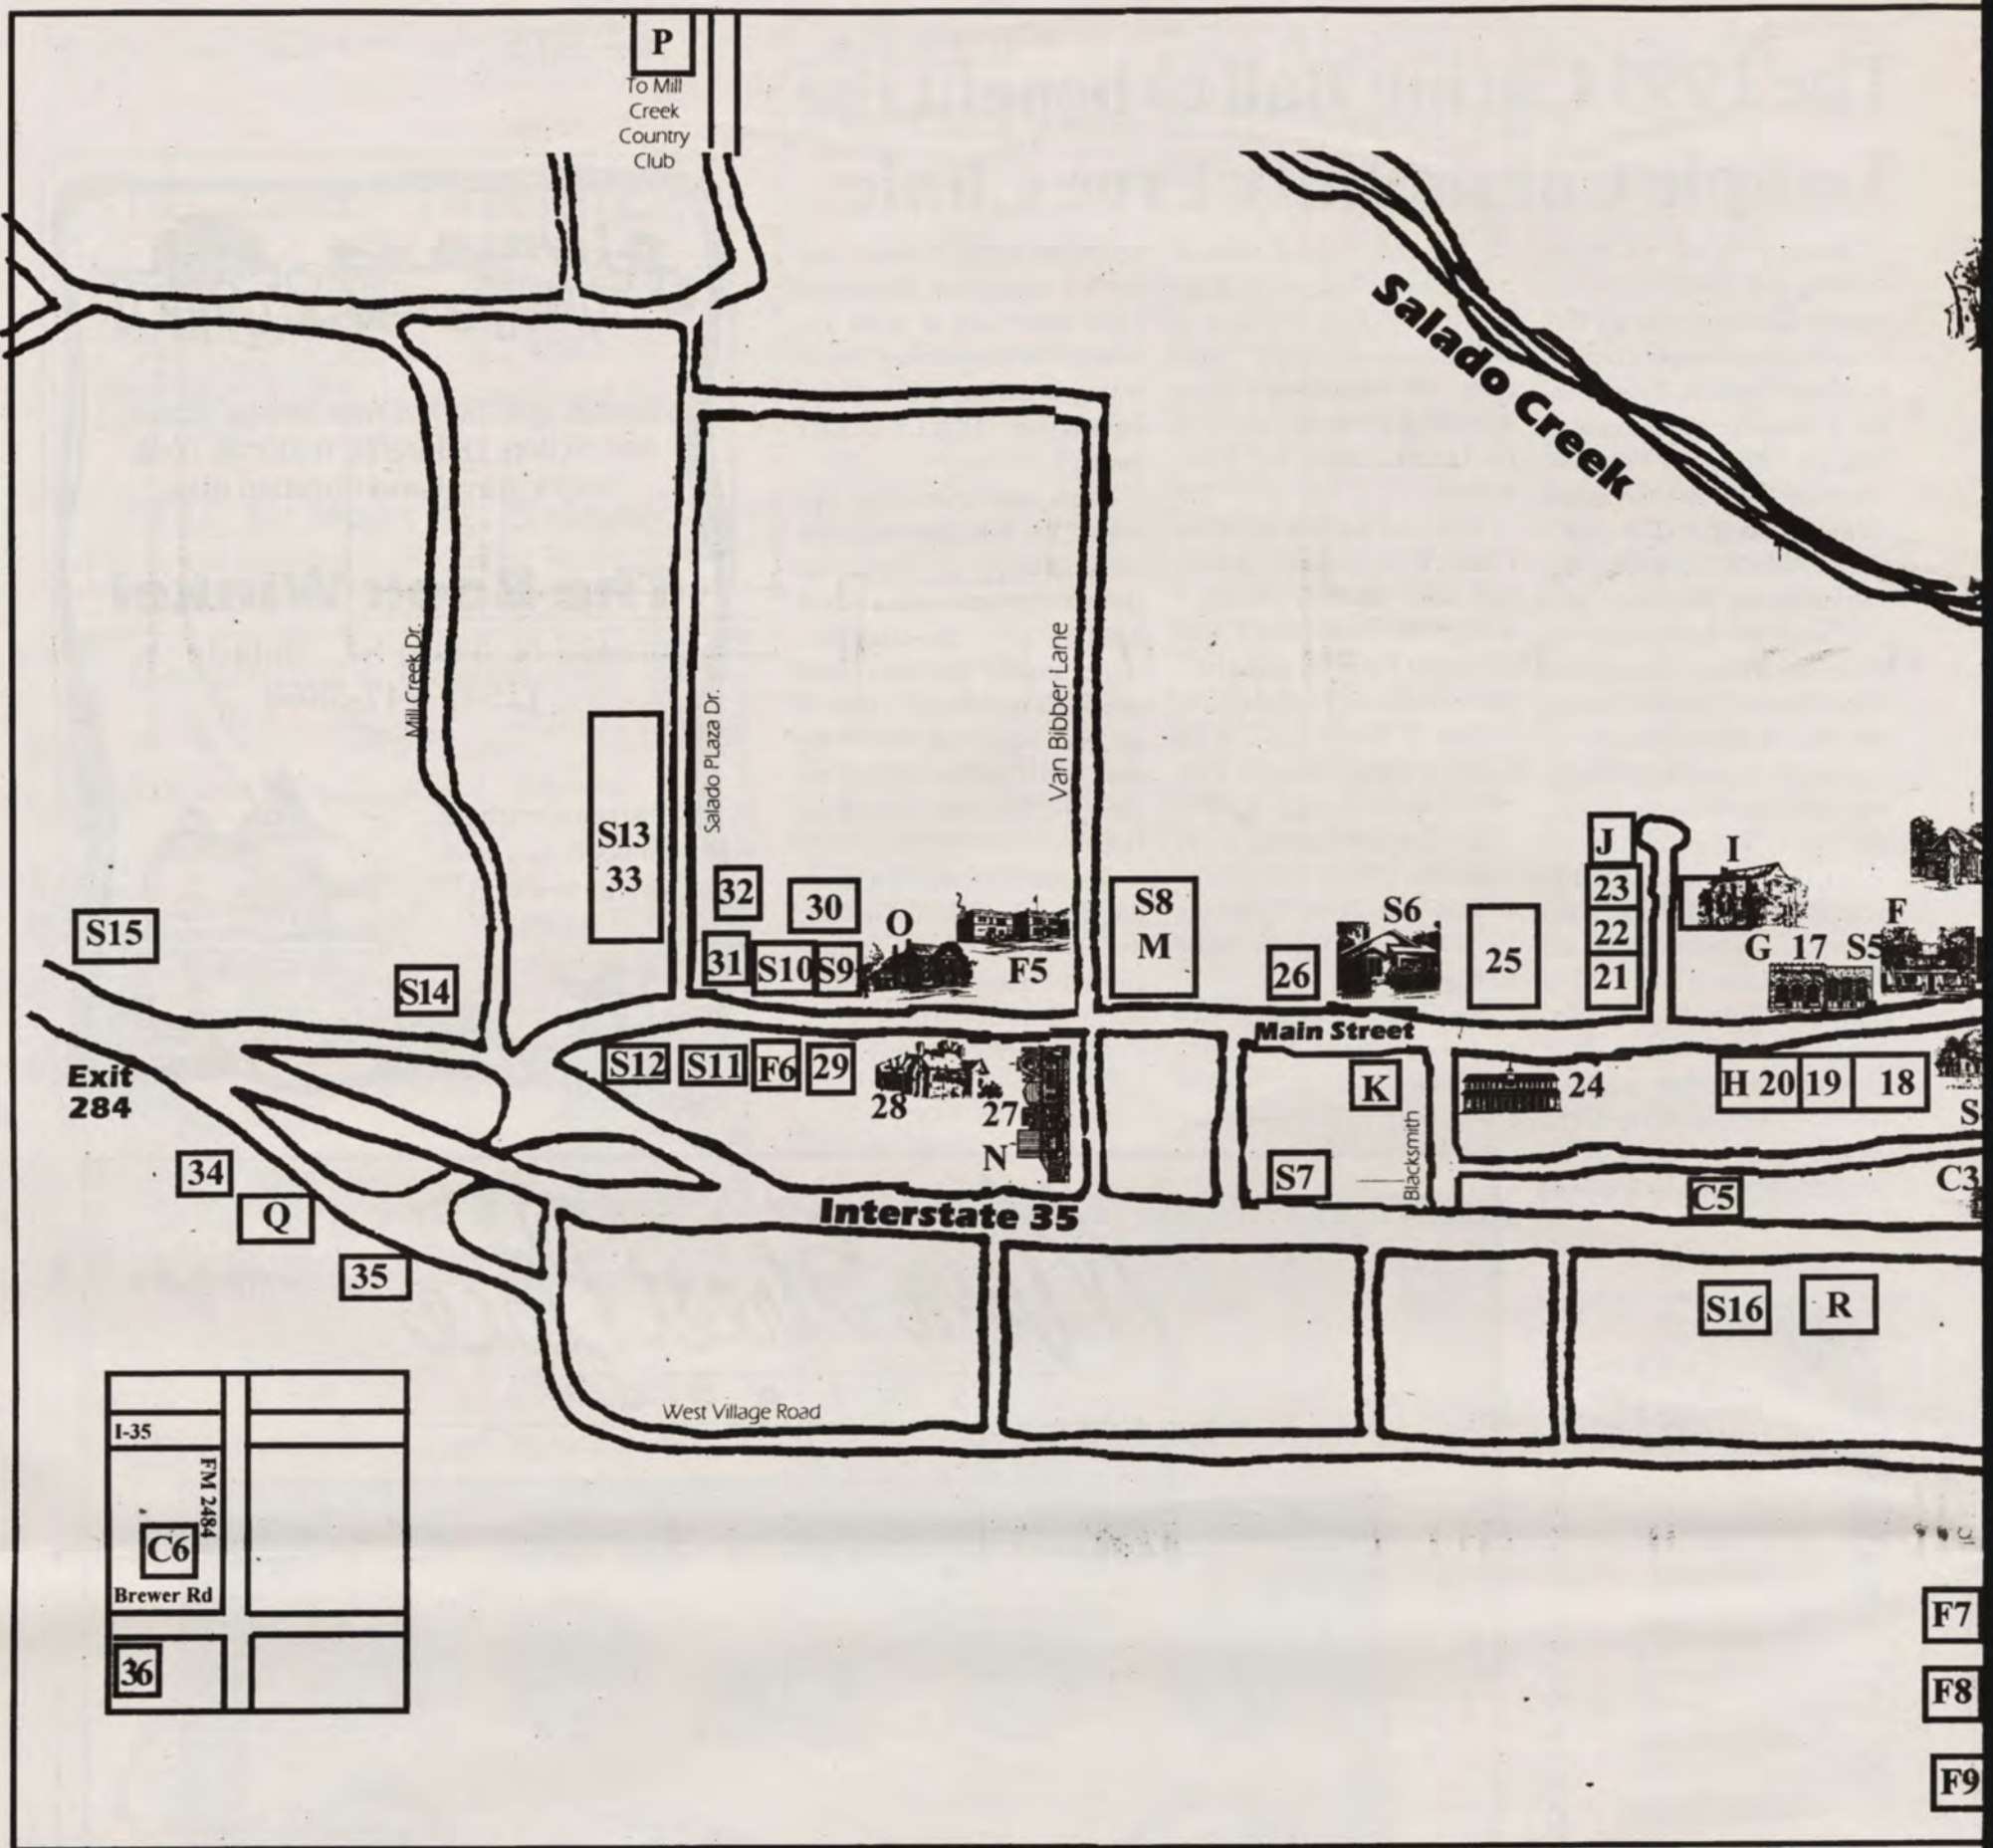 P
To Mill
Creek
Country
Club
Salado Creek
Mill Creek Dr.
Salado PLaza Dr.
Van Bibber Lane
S13
33
32
30
O
F5
31
S10
S9
S15
S14
S8
M
26
S6
25
J
23
22
21
I
G
17
S5
F
Main Street
Exit
284
S12
S11
F6
29
28
27
N
K
Blacksmith
S7
24
H
20
19
18
S
C3
C5
34
Q
35
Interstate 35
S16
R
West Village Road
I-35
FM 2484
C6
Brewer Rd
36
F7
F8
F9